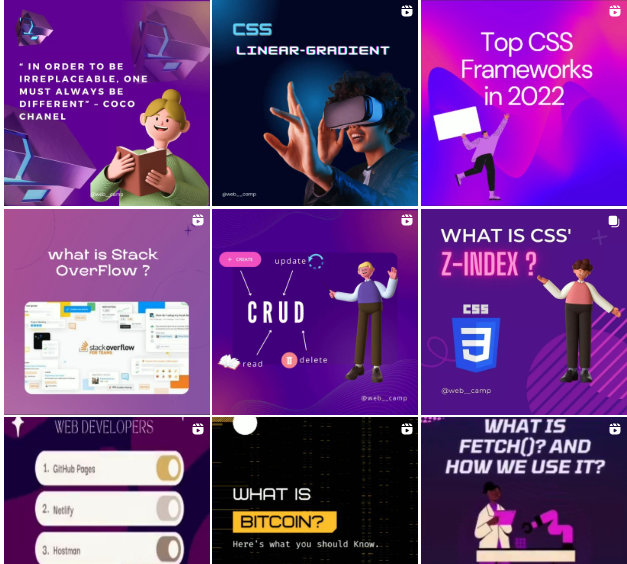 “ IN ORDER TO BE
IRREPLACEABLE, ONE
MUST ALWAYS BE
DIFFERENT” – COCO
CHANEL
@web__camp
CSS
LINEAR-GRADIENT
@web__camp
Top CSS
Frameworks
in 2022
what is Stack
OverFlow ?
stackoverflow
FOR TEAMS
+ CREATE
update
CRUD
read
delete
@web__camp
WHAT IS CSS'
Z-INDEX ?
CSS
3
@web__camp
WEB DEVELOPERS
1. GitHub Pages
2. Netlify
3. Hostman
WHAT IS
BITCOIN?
Here's what you should Know.
WHAT IS
FETCH()? AND
HOW WE USE IT?